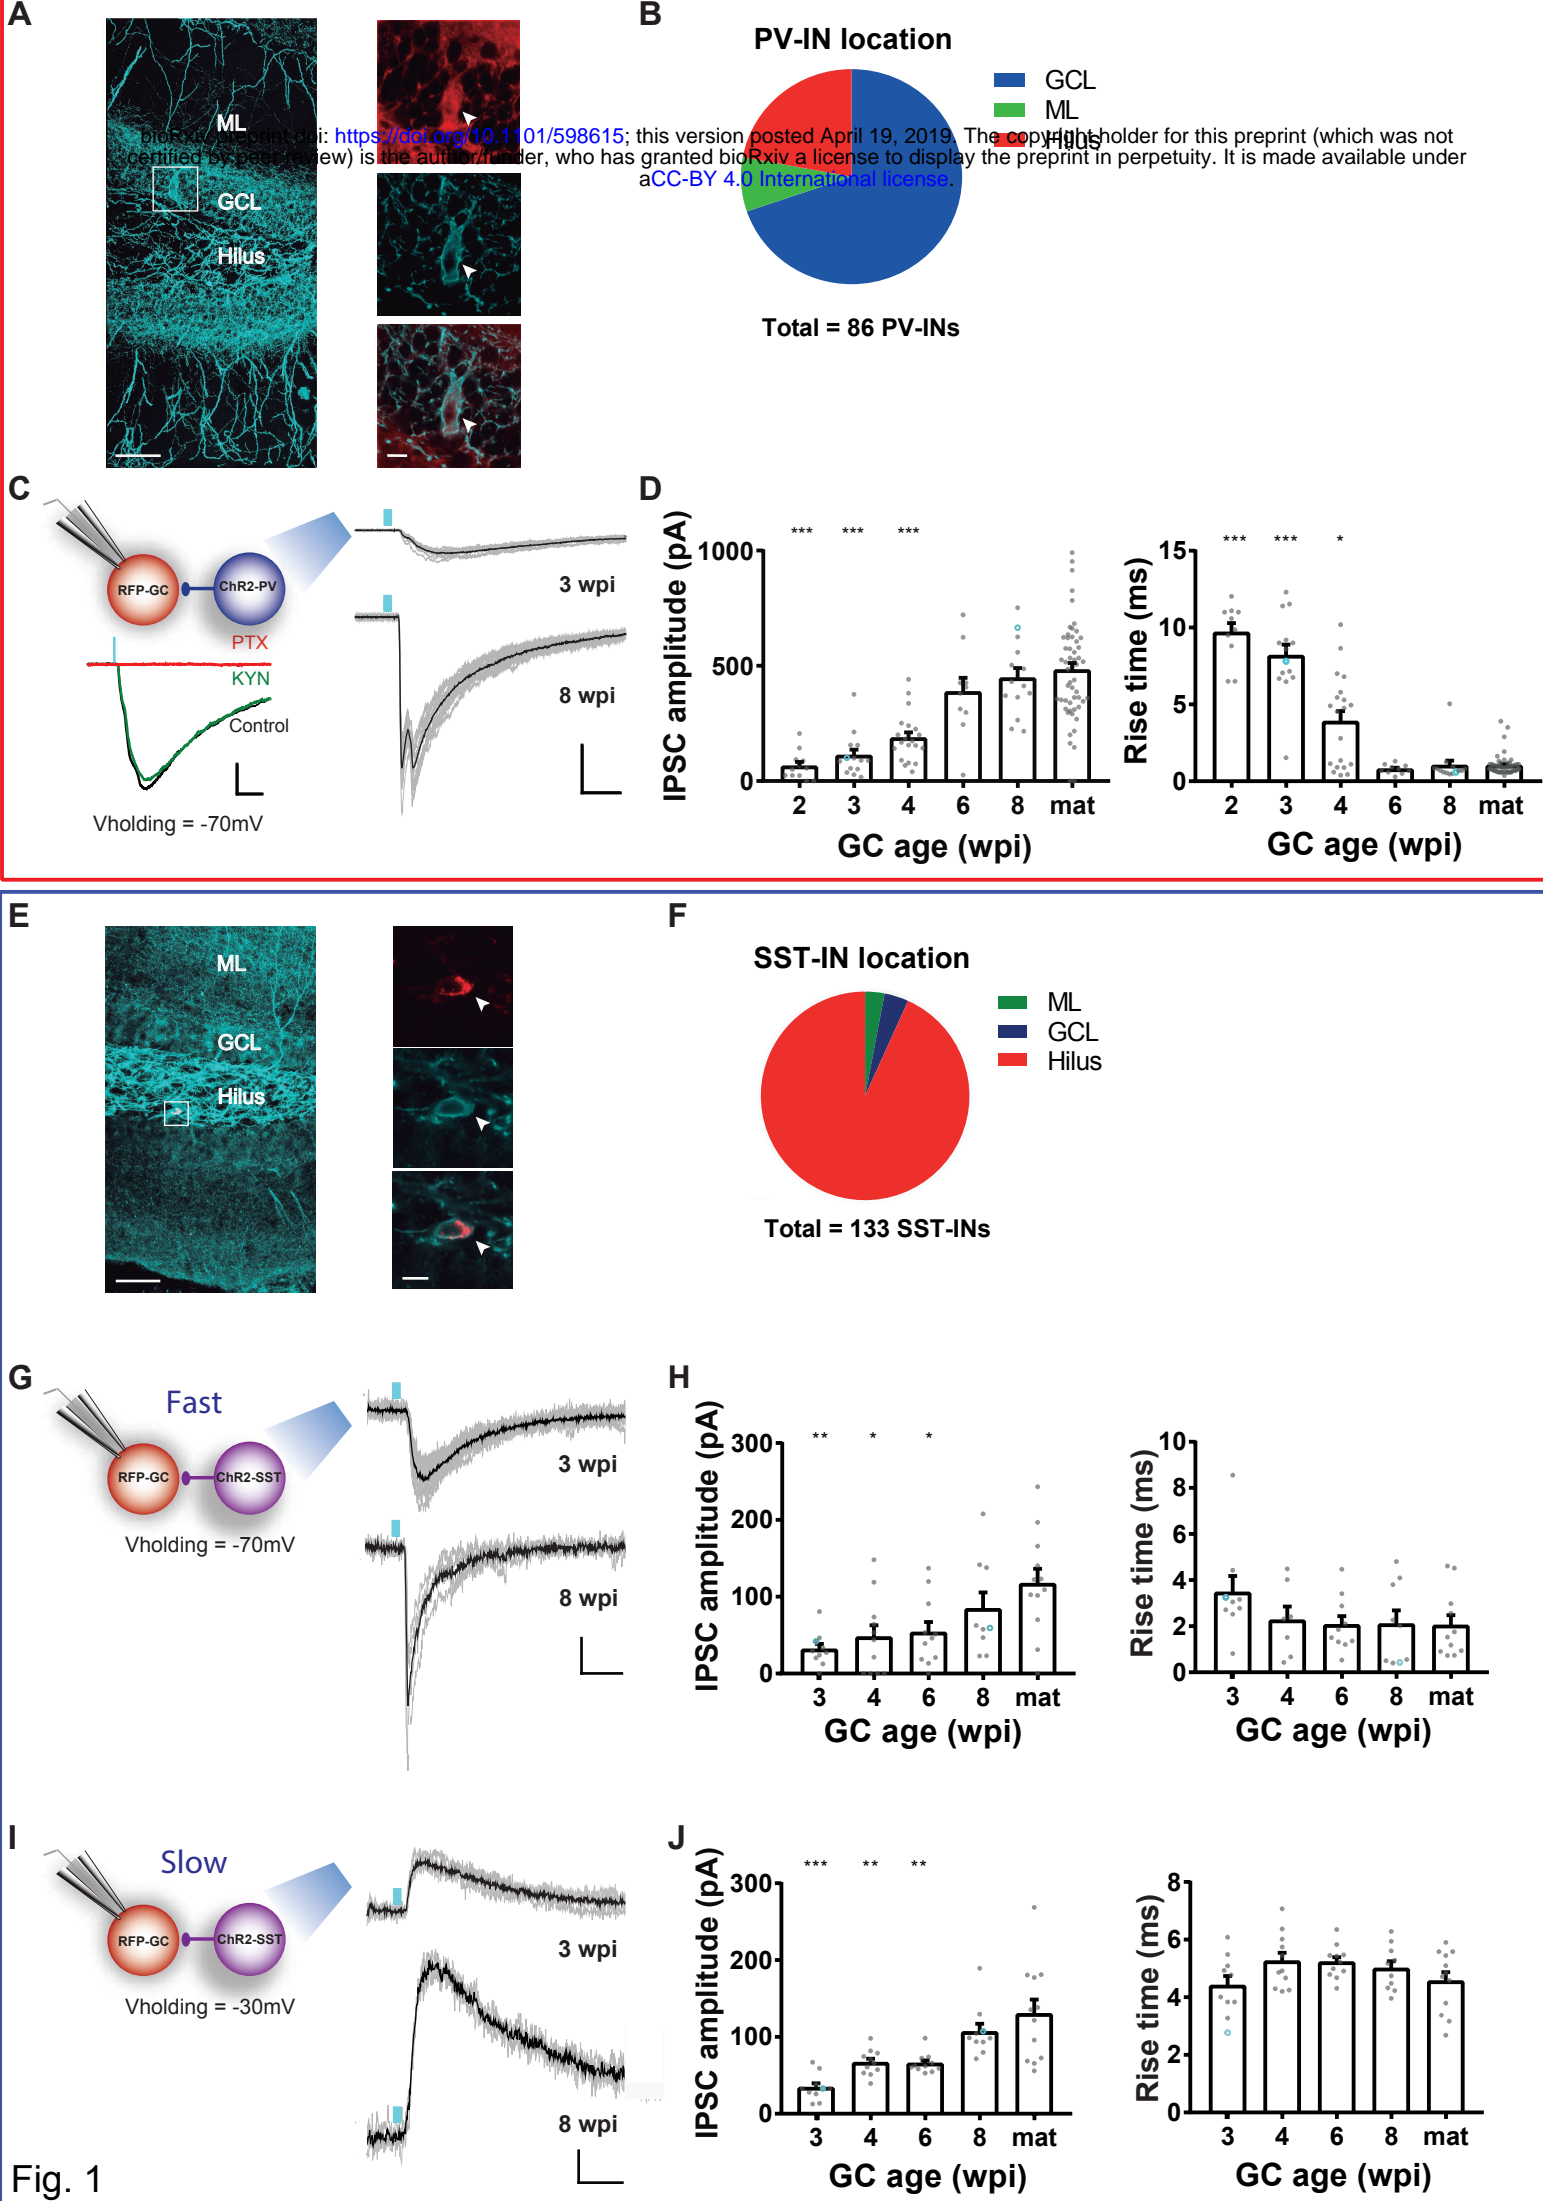 A
B
PV-IN location
GCL
ML
Hilus
ML
GCL
Hilus
bioRxiv preprint doi: https://doi.org/10.1101/598615; this version posted April 19, 2019. The copyright holder for this preprint (which was not
certified by peer review) is the author/funder, who has granted bioRxiv a license to display the preprint in perpetuity. It is made available under
aCC-BY 4.0 International license.
Total = 86 PV-INs
C
RFP-GC
ChR2-PV
PTX
KYN
Control
Vholding = -70mV
3 wpi
8 wpi
D
IPSC amplitude (pA)
*** *** ***
1000
500
0
2 3 4 6 8 mat
GC age (wpi)
Rise time (ms)
*** *** *
15
10
5
0
2 3 4 6 8 mat
GC age (wpi)
E
ML
GCL
Hilus
F
SST-IN location
ML
GCL
Hilus
Total = 133 SST-INs
G
Fast
RFP-GC
ChR2-SST
Vholding = -70mV
3 wpi
8 wpi
H
IPSC amplitude (pA)
** * *
300
200
100
0
3 4 6 8 mat
GC age (wpi)
Rise time (ms)
10
8
6
4
2
0
3 4 6 8 mat
GC age (wpi)
I
Slow
RFP-GC
ChR2-SST
Vholding = -30mV
3 wpi
8 wpi
J
IPSC amplitude (pA)
*** ** **
300
200
100
0
3 4 6 8 mat
GC age (wpi)
Rise time (ms)
8
6
4
2
0
3 4 6 8 mat
GC age (wpi)
Fig. 1